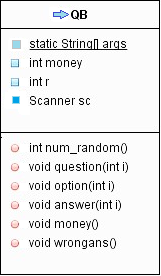 QB
static String[] args
int money
int r
Scanner sc
int num_random()
void question(int i)
void option(int i)
void answer(int i)
void money()
void wrongans()